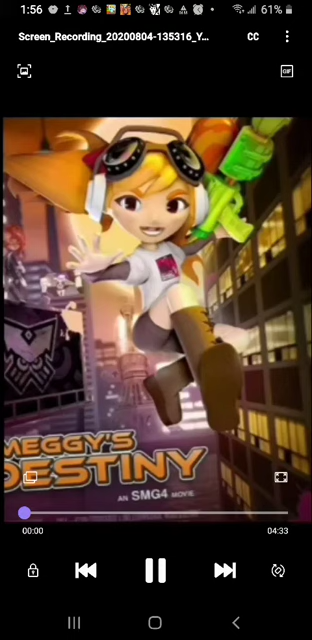 1:56
61%
Screen_Recording_20200804-135316_Y...
CC
GIF
MEGGY'S
DESTINY
AN SMG4 MOVIE
00:00
04:33